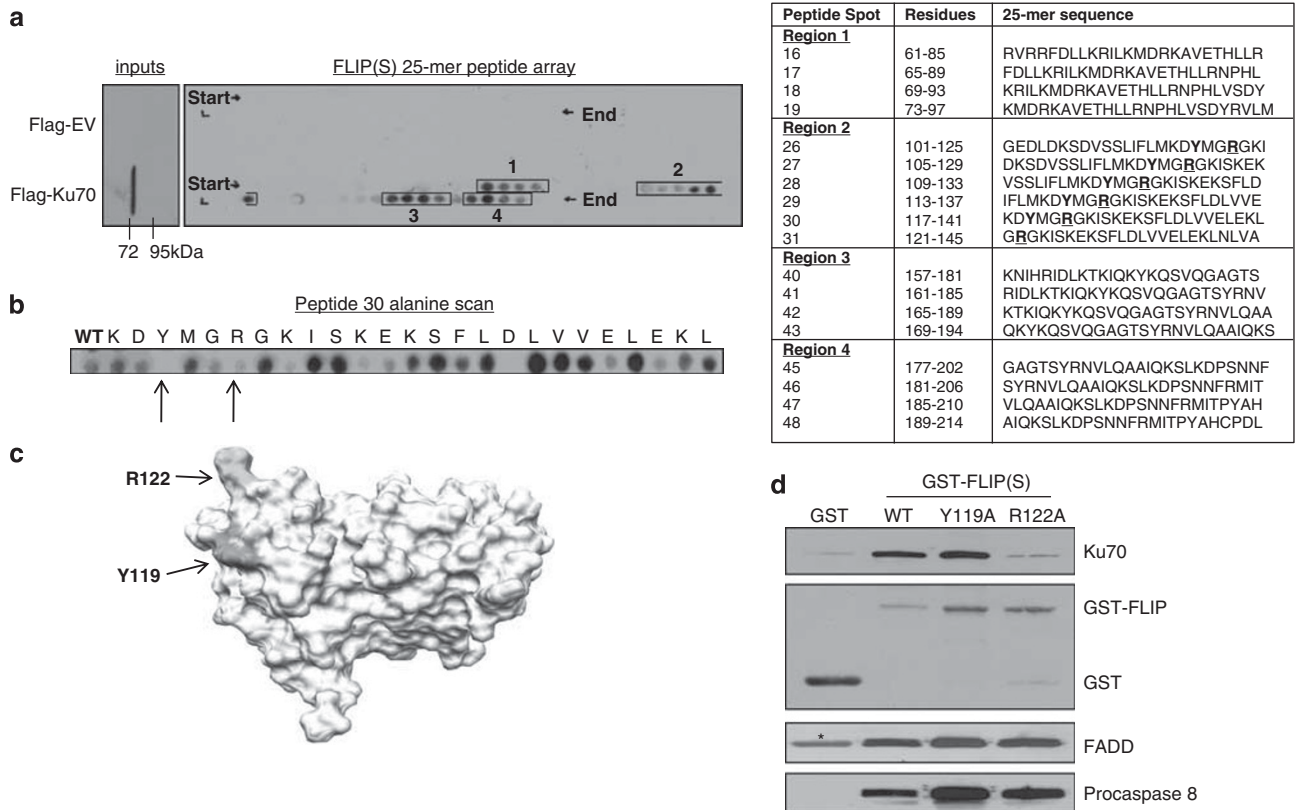 a
inputs
FLIP(S) 25-mer peptide array
Flag-EV
Start
End
Flag-Ku70
Start
End
1
2
3
4
72 95kDa
Peptide Spot Residues 25-mer sequence
Region 1
16 61-85 RVRRFDLLKRILKMDRKAVETHLLR
17 65-89 FDLLKRILKMDRKAVETHLLRNPHL
18 69-93 KRILKMDRKAVETHLLRNPHLVSDY
19 73-97 KMDRKAVETHLLRNPHLVSDYRVLM
Region 2
26 101-125 GEDLDKSDVSSLIFLMKDYMGRGKI
27 105-129 DKSDVSSLIFLMKDYMGRGKISKEK
28 109-133 VSSLIFLMKDYMGRGKISKEKSFLD
29 113-137 IFLMKDYMGRGKISKEKSFLDLVVE
30 117-141 KDYMGRGKISKEKSFLDLVVELEKL
31 121-145 GRGKISKEKSFLDLVVELEKLNLVA
Region 3
40 157-181 KNIHRIDLKTKIQKYKQSVQGAGTS
41 161-185 RIDLKTKIQKYKQSVQGAGTSYRNV
42 165-189 KTKIQKYKQSVQGAGTSYRNVLQAA
43 169-194 QKYKQSVQGAGTSYRNVLQAAIQKS
Region 4
45 177-202 GAGTSYRNVLQAAIQKSLKDPSNNF
46 181-206 SYRNVLQAAIQKSLKDPSNNFRMIT
47 185-210 VLQAAIQKSLKDPSNNFRMITPYAH
48 189-214 AIQKSLKDPSNNFRMITPYAHCPDL
b
Peptide 30 alanine scan
WT K D Y M G R G K I S K E K S F L D L V V E L E K L
c
R122
Y119
d
GST-FLIP(S)
GST WT Y119A R122A
Ku70
GST-FLIP
GST
*
FADD
Procaspase 8